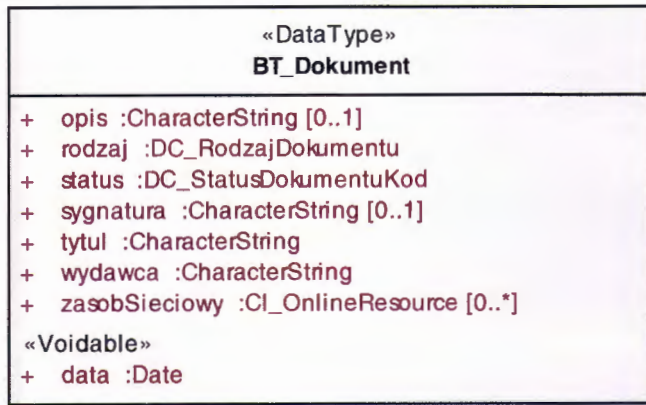 «DataType»
BT_Dokument
+ opis :CharacterString [0..1]
+ rodzaj :DC_RodzajDokumentu
+ status :DC_StatusDokumentuKod
+ sygnatura :CharacterString [0..1]
+ tytul :CharacterString
+ wydawca :CharacterString
+ zasobSieciowy :CI_OnlineResource [0..*]
«Voidable»
+ data :Date